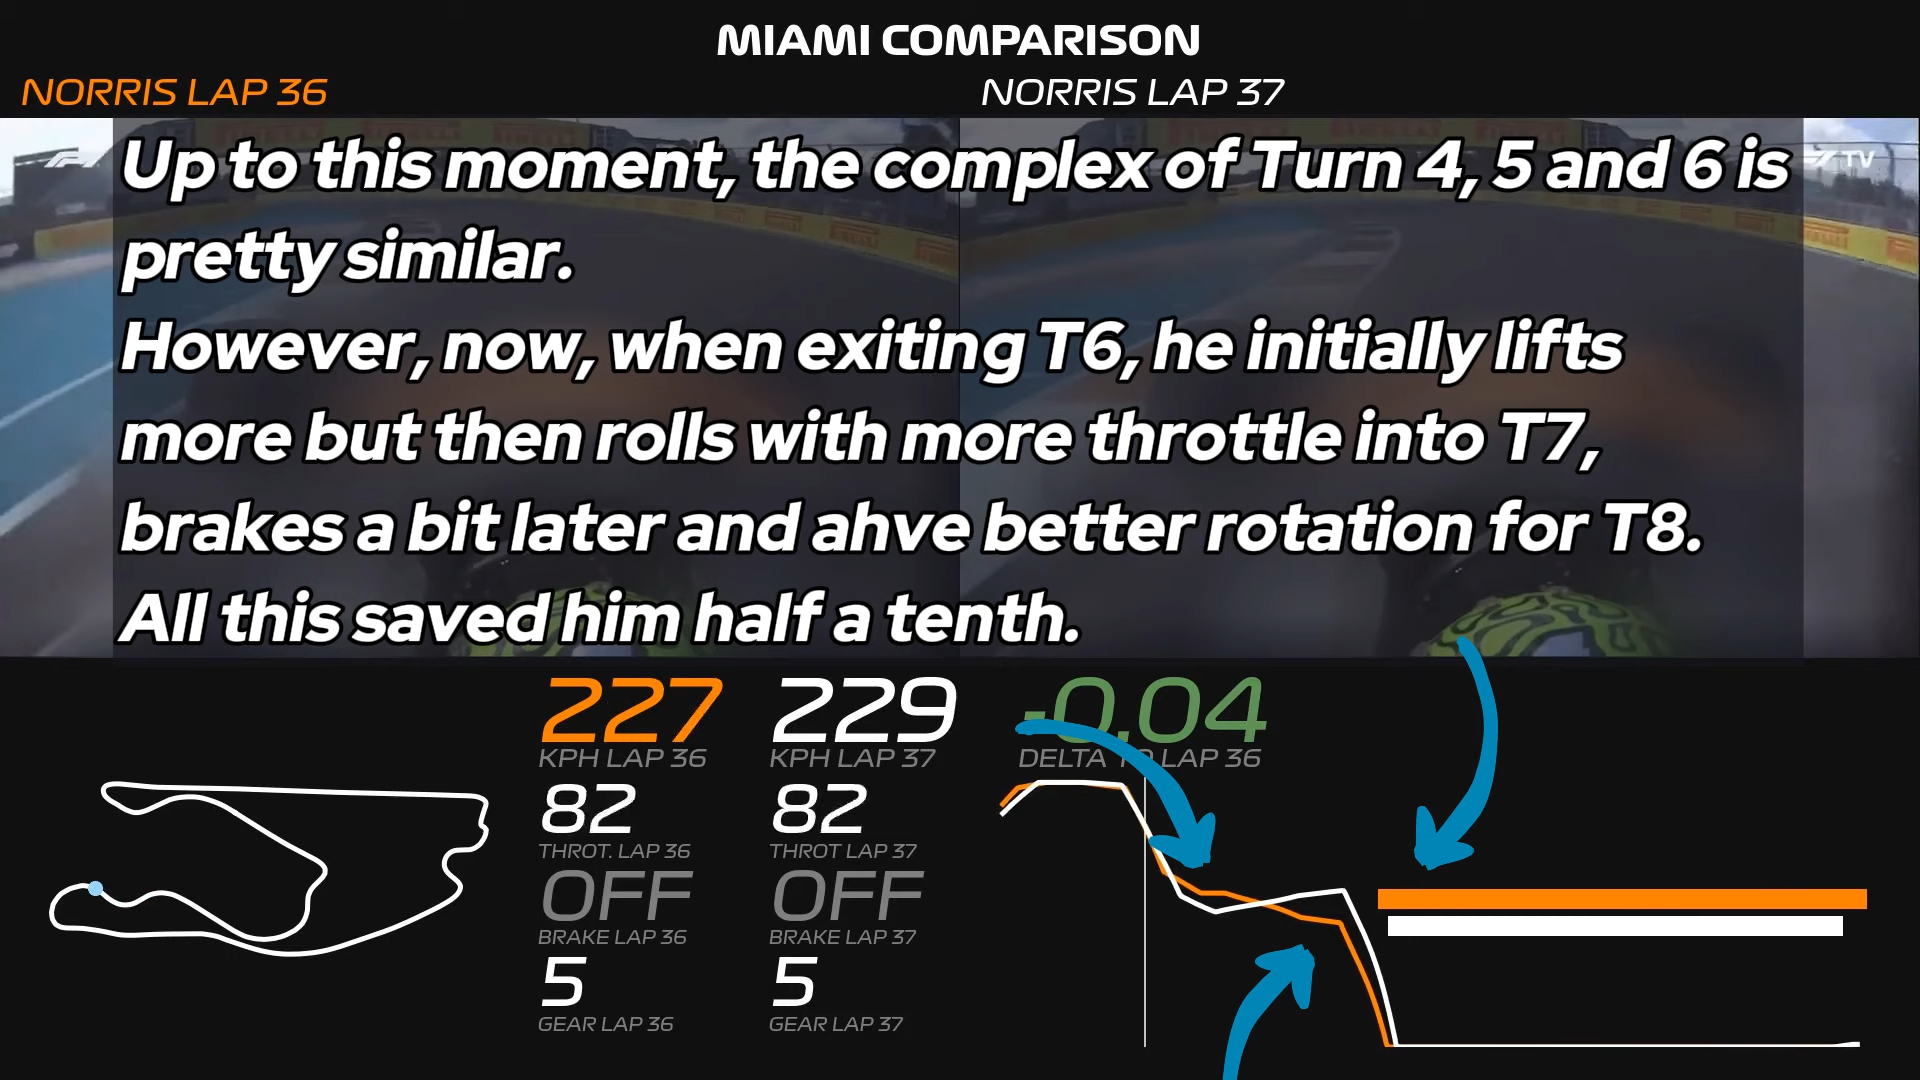 MIAMI COMPARISON
NORRIS LAP 36
NORRIS LAP 37
Up to this moment, the complex of Turn 4, 5 and 6 is
pretty similar.
However, now, when exiting T6, he initially lifts
more but then rolls with more throttle into T7,
brakes a bit later and ahve better rotation for T8.
All this saved him half a tenth.
F1
TV
227
KPH LAP 36
229
KPH LAP 37
-0.04
DELTA TO LAP 36
82
THROT. LAP 36
82
THROT LAP 37
OFF
BRAKE LAP 36
OFF
BRAKE LAP 37
5
GEAR LAP 36
5
GEAR LAP 37